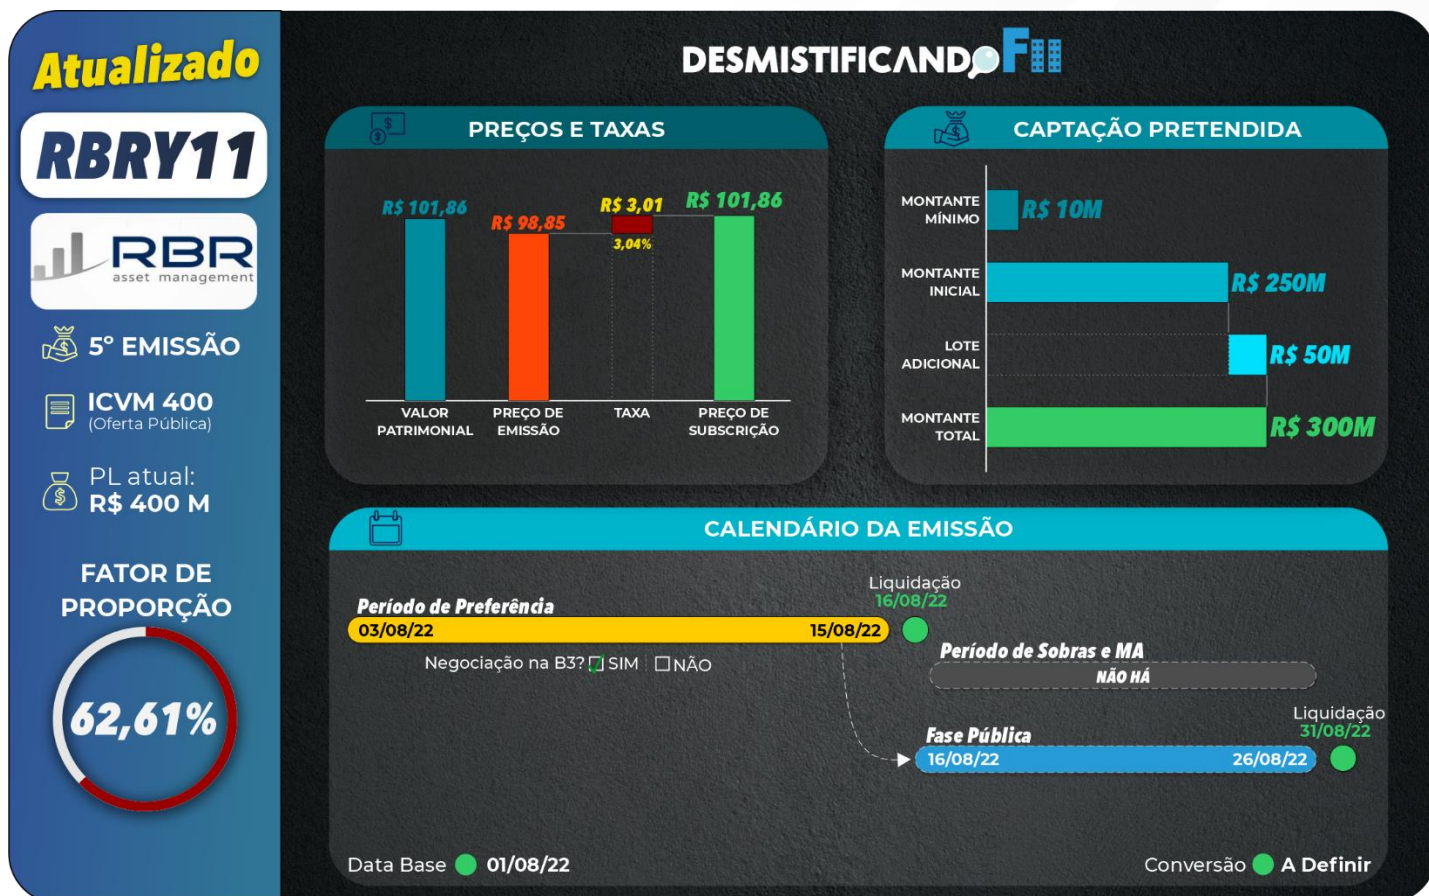 Atualizado
RBRY11
RBR
asset management
5º EMISSÃO
ICVM 400
(Oferta Pública)
PL atual:
R$ 400 M
FATOR DE
PROPORÇÃO
62,61%
DESMISTIFICANDO FII
PREÇOS E TAXAS
R$ 101,86
R$ 98,85
R$ 3,01
3,04%
R$ 101,86
VALOR
PATRIMONIAL
PREÇO DE
EMISSÃO
TAXA
PREÇO DE
SUBSCRIÇÃO
CAPTAÇÃO PRETENDIDA
MONTANTE
MÍNIMO
R$ 10M
MONTANTE
INICIAL
R$ 250M
LOTE
ADICIONAL
R$ 50M
MONTANTE
TOTAL
R$ 300M
CALENDÁRIO DA EMISSÃO
Período de Preferência
03/08/22 15/08/22
Liquidação
16/08/22
Negociação na B3? SIM NÃO
Período de Sobras e MA
NÃO HÁ
Fase Pública
16/08/22 26/08/22
Liquidação
31/08/22
Data Base 01/08/22
Conversão A Definir